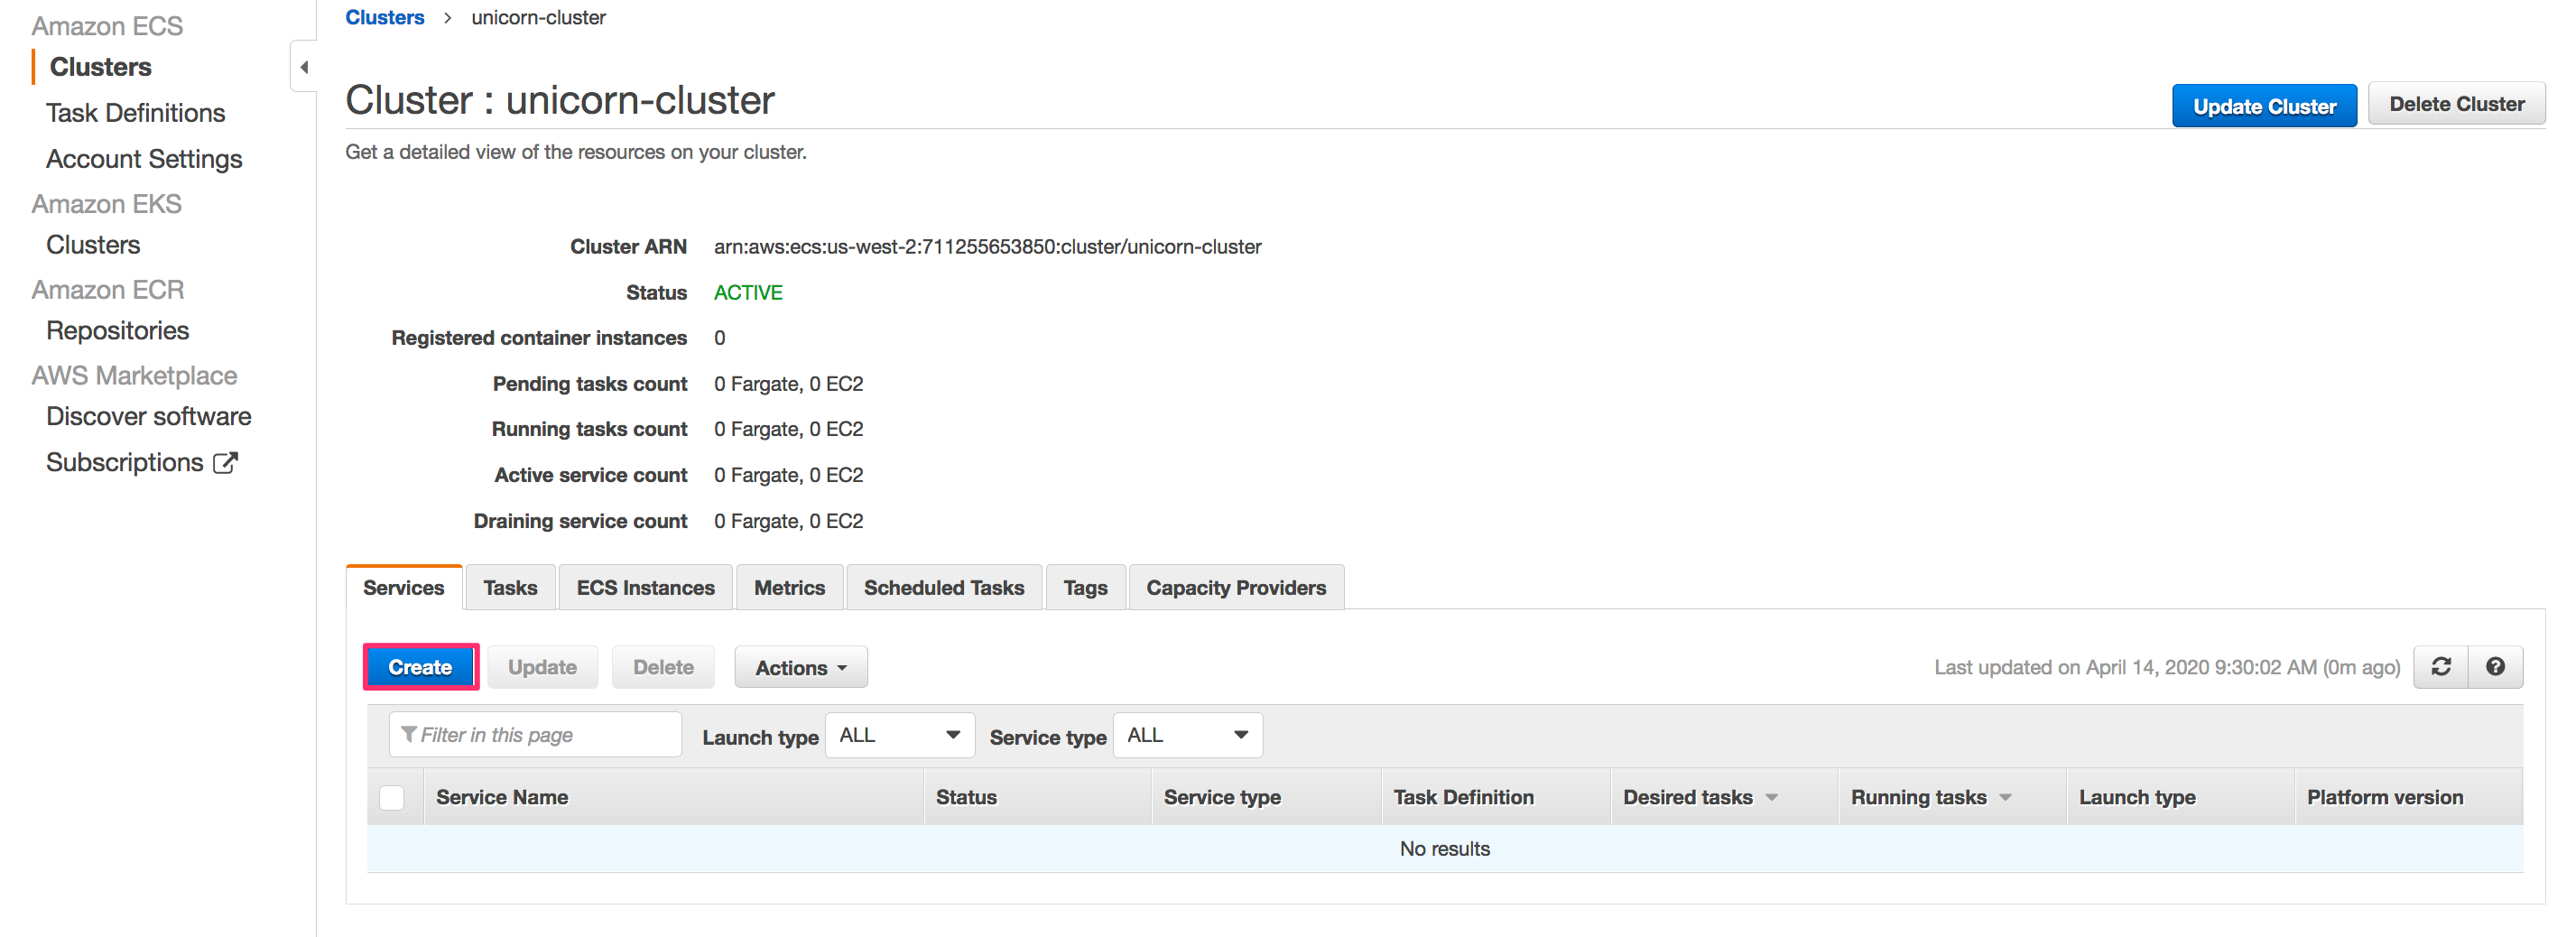 Amazon ECS
Clusters
Task Definitions
Account Settings
Amazon EKS
Clusters
Amazon ECR
Repositories
AWS Marketplace
Discover software
Subscriptions
Clusters > unicorn-cluster
Cluster : unicorn-cluster
Update Cluster Delete Cluster
Get a detailed view of the resources on your cluster.
Cluster ARN arn:aws:ecs:us-west-2:711255653850:cluster/unicorn-cluster
Status ACTIVE
Registered container instances 0
Pending tasks count 0 Fargate, 0 EC2
Running tasks count 0 Fargate, 0 EC2
Active service count 0 Fargate, 0 EC2
Draining service count 0 Fargate, 0 EC2
Services Tasks ECS Instances Metrics Scheduled Tasks Tags Capacity Providers
Create Update Delete Actions Last updated on April 14, 2020 9:30:02 AM (0m ago)
Filter in this page Launch type ALL Service type ALL
Service Name Status Service type Task Definition Desired tasks Running tasks Launch type Platform version
No results